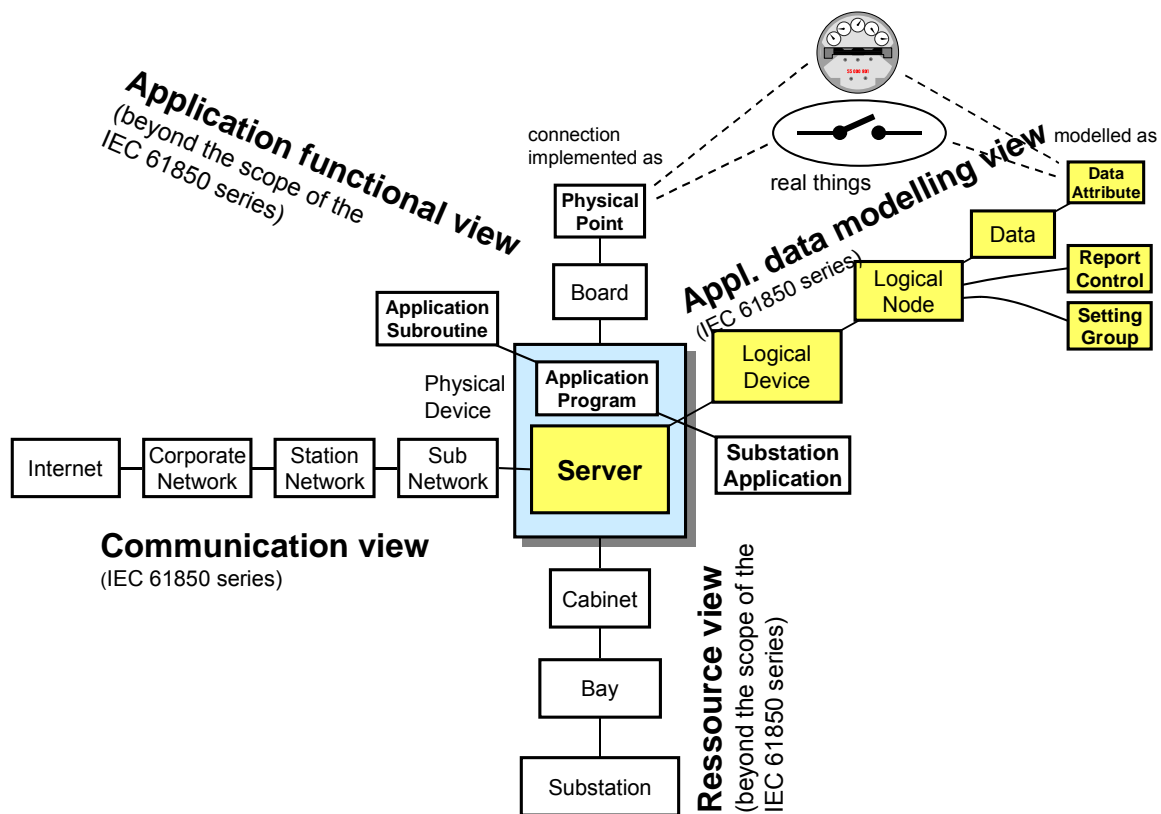 Application functional view
(beyond the scope of the
IEC 61850 series)
connection
implemented as
55 000 001
real things
modelled as
Physical
Point
Board
Appl. data modelling view
(IEC 61850 series)
Data
Attribute
Data
Logical
Node
Report
Control
Setting
Group
Logical
Device
Application
Subroutine
Physical
Device
Application
Program
Server
Substation
Application
Internet
Corporate
Network
Station
Network
Sub
Network
Communication view
(IEC 61850 series)
Cabinet
Bay
Substation
Ressource view
(beyond the scope of the
IEC 61850 series)